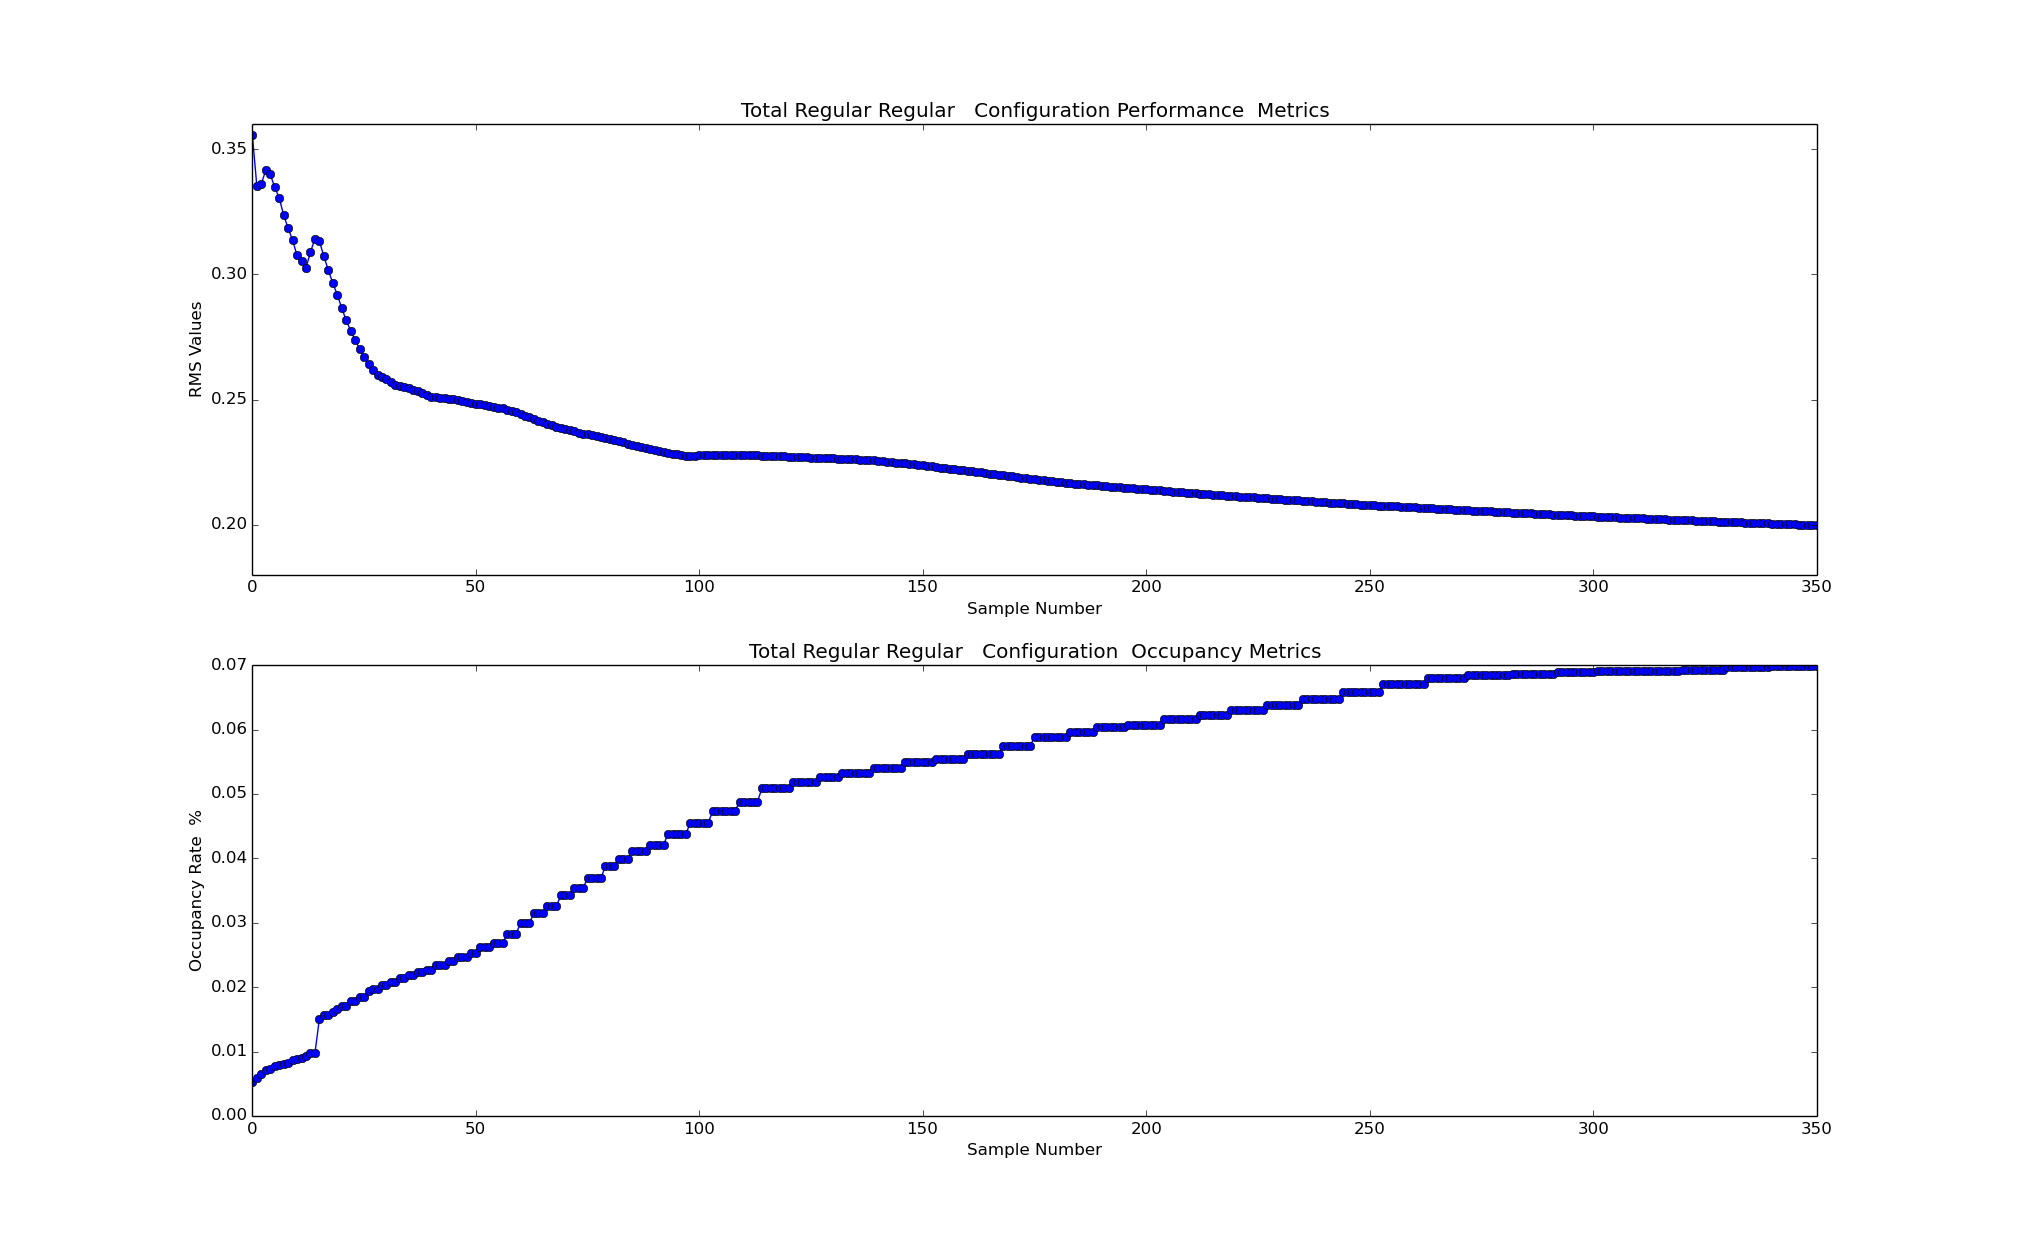 Total Regular Regular   Configuration Performance  Metrics
0.35
0.30
0.25
0.20
RMS Values
0 50 100 150 200 250 300 350
Sample Number
Total Regular Regular   Configuration  Occupancy Metrics
0.07
0.06
0.05
0.04
0.03
0.02
0.01
0.00
Occupancy Rate  %
0 50 100 150 200 250 300 350
Sample Number